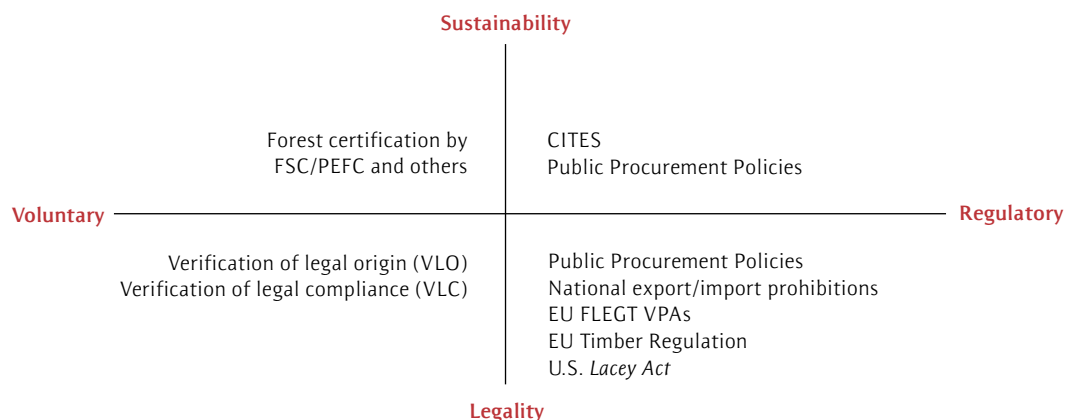 Sustainability
Forest certification by
FSC/PEFC and others
CITES
Public Procurement Policies
Voluntary
Regulatory
Verification of legal origin (VLO)
Verification of legal compliance (VLC)
Public Procurement Policies
National export/import prohibitions
EU FLEGT VPAs
EU Timber Regulation
U.S. Lacey Act
Legality